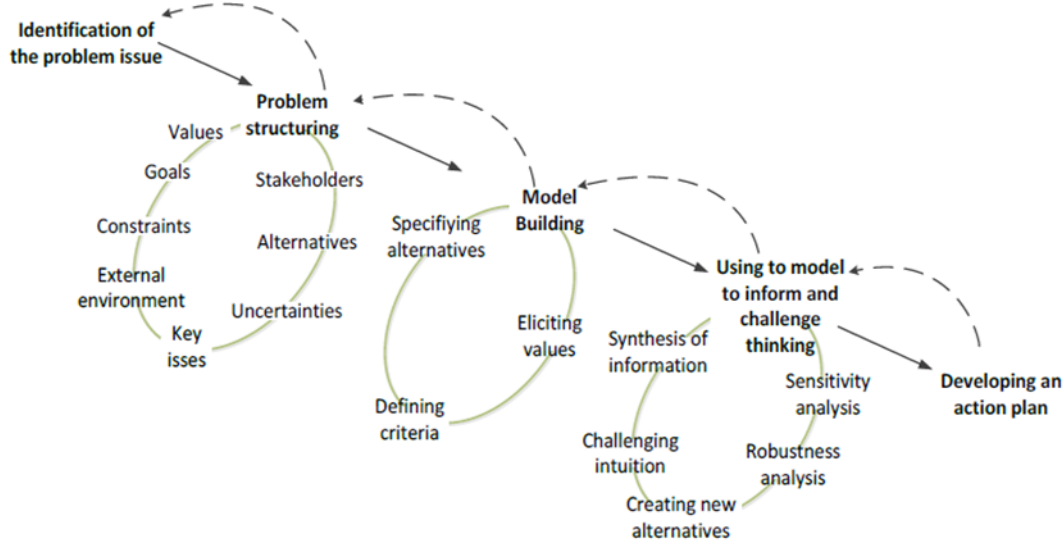 Identification of
the problem issue
Problem
structuring
Values
Goals
Constraints
External
environment
Key
isses
Stakeholders
Alternatives
Uncertainties
Model
Building
Specifiying
alternatives
Eliciting
values
Defining
criteria
Using to model
to inform and
challenge
thinking
Synthesis of
information
Challenging
intuition
Creating new
alternatives
Sensitivity
analysis
Robustness
analysis
Developing an
action plan